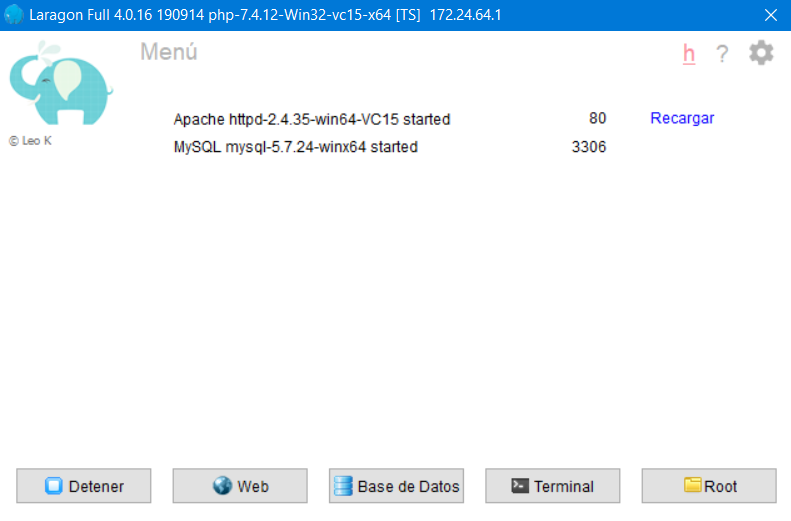 Laragon Full 4.0.16 190914 php-7.4.12-Win32-vc15-x64 [TS] 172.24.64.1
Menú h ?
© Leo K
Apache httpd-2.4.35-win64-VC15 started 80 Recargar
MySQL mysql-5.7.24-winx64 started 3306
Detener Web Base de Datos Terminal Root